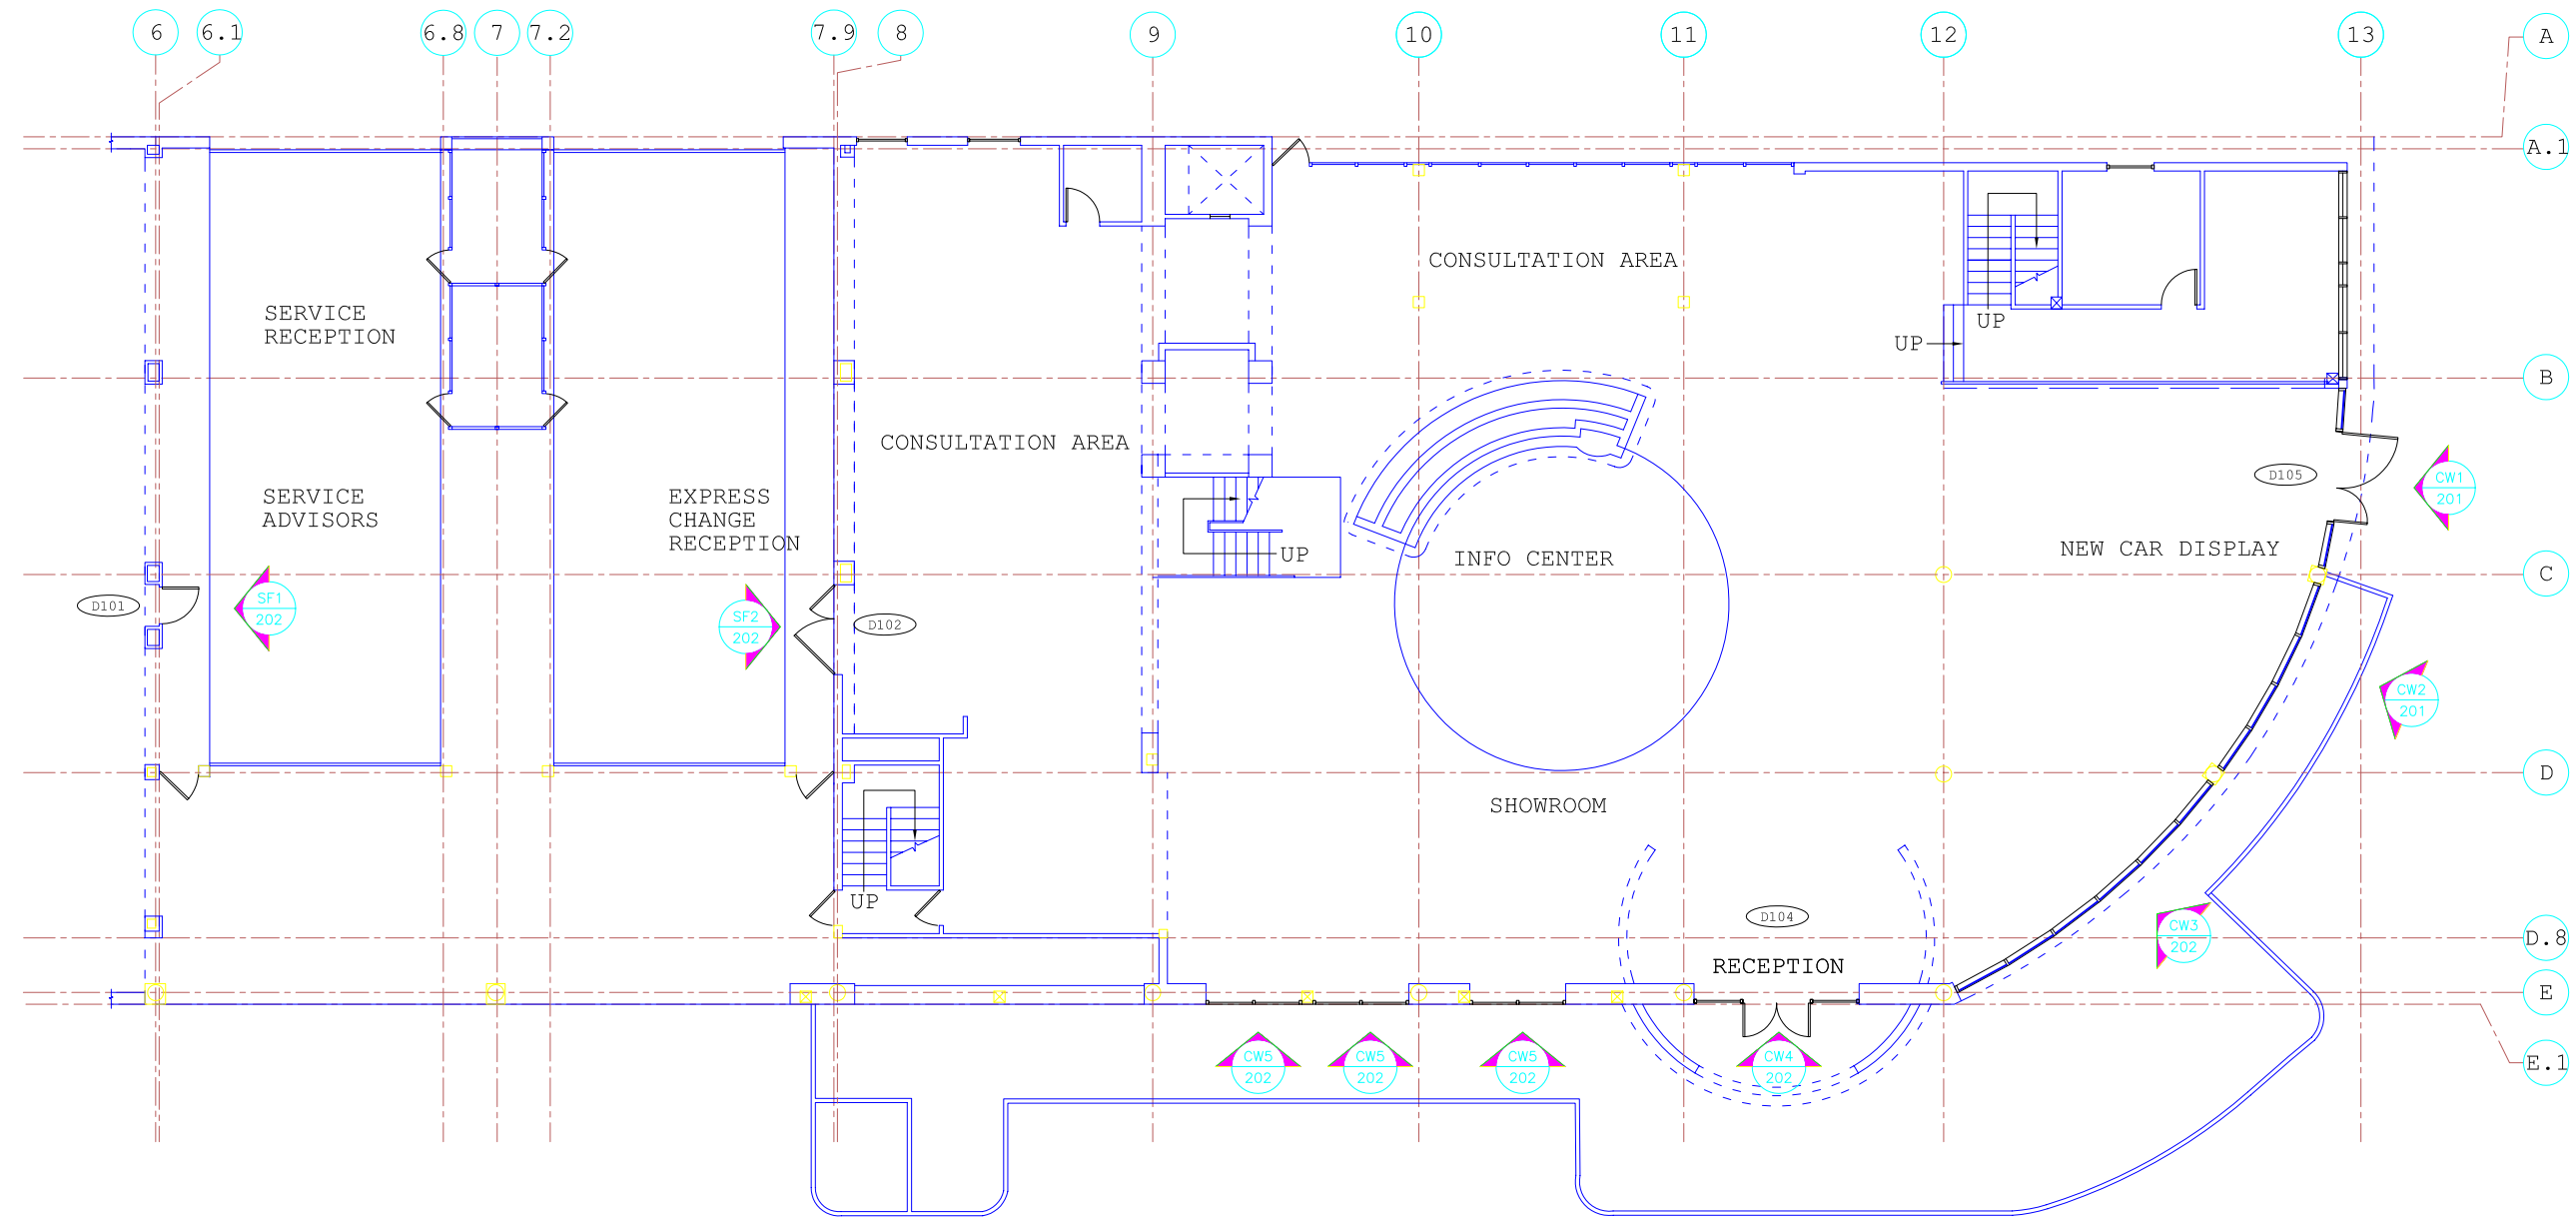 6
6.1
6.8
7
7.2
7.9
8
9
10
11
12
13
A
A.1
CONSULTATION AREA
SERVICE
RECEPTION
UP
UP
B
CONSULTATION AREA
D105
CW1
201
SERVICE
ADVISORS
EXPRESS
CHANGE
RECEPTION
UP
INFO CENTER
NEW CAR DISPLAY
C
D101
SF1
202
SF2
202
D102
CW2
201
D
SHOWROOM
UP
D104
CW3
202
D.8
RECEPTION
E
CW5
202
CW5
202
CW5
202
CW4
202
E.1